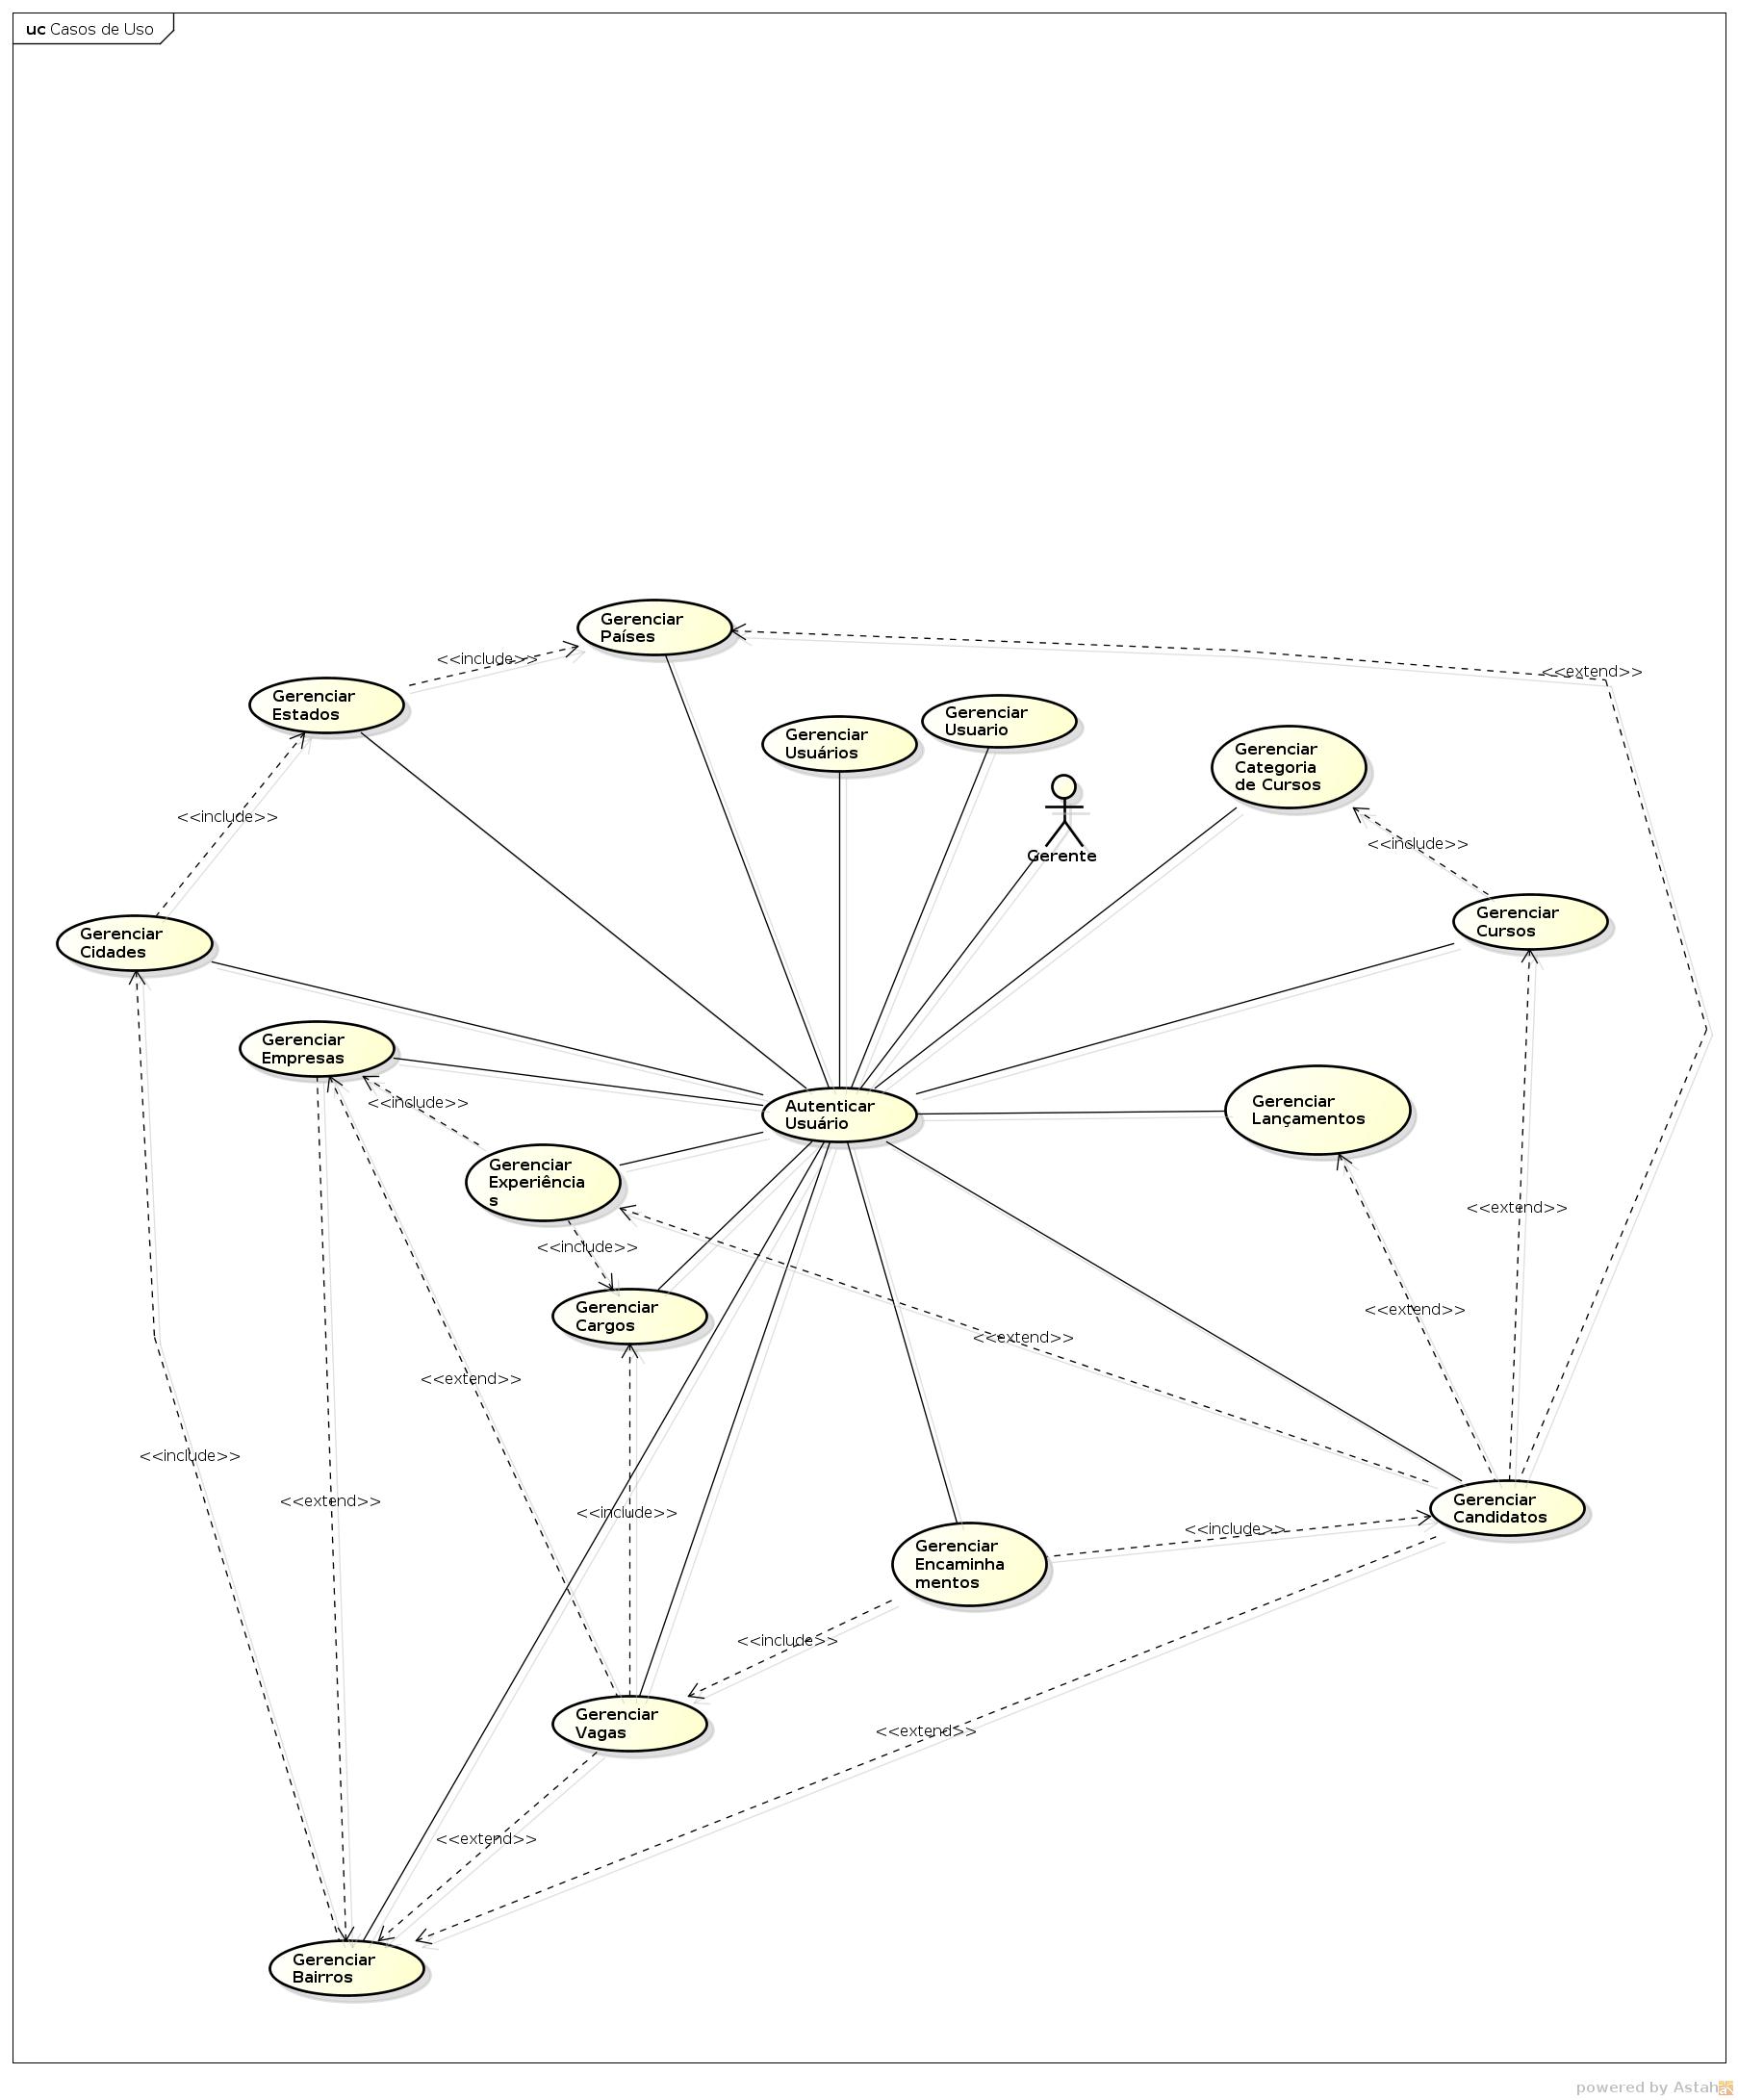 uc Casos de Uso
Gerenciar
Países
<<include>>
<<extend>>
Gerenciar
Estados
Gerenciar
Usuario
Gerenciar
Usuários
Gerenciar
Categoria
de Cursos
<<include>>
<<include>>
Gerente
Gerenciar
Cursos
Gerenciar
Cidades
Gerenciar
Empresas
<<include>>
Autenticar
Usuário
Gerenciar
Lançamentos
Gerenciar
Experiência
s
<<extend>>
<<include>>
Gerenciar
Cargos
<<extend>>
<<extend>>
<<extend>>
<<include>>
<<extend>>
<<include>>
Gerenciar
Candidatos
<<include>>
Gerenciar
Encaminha
mentos
<<include>>
Gerenciar
Vagas
<<extend>>
<<extend>>
Gerenciar
Bairros
powered by Astah